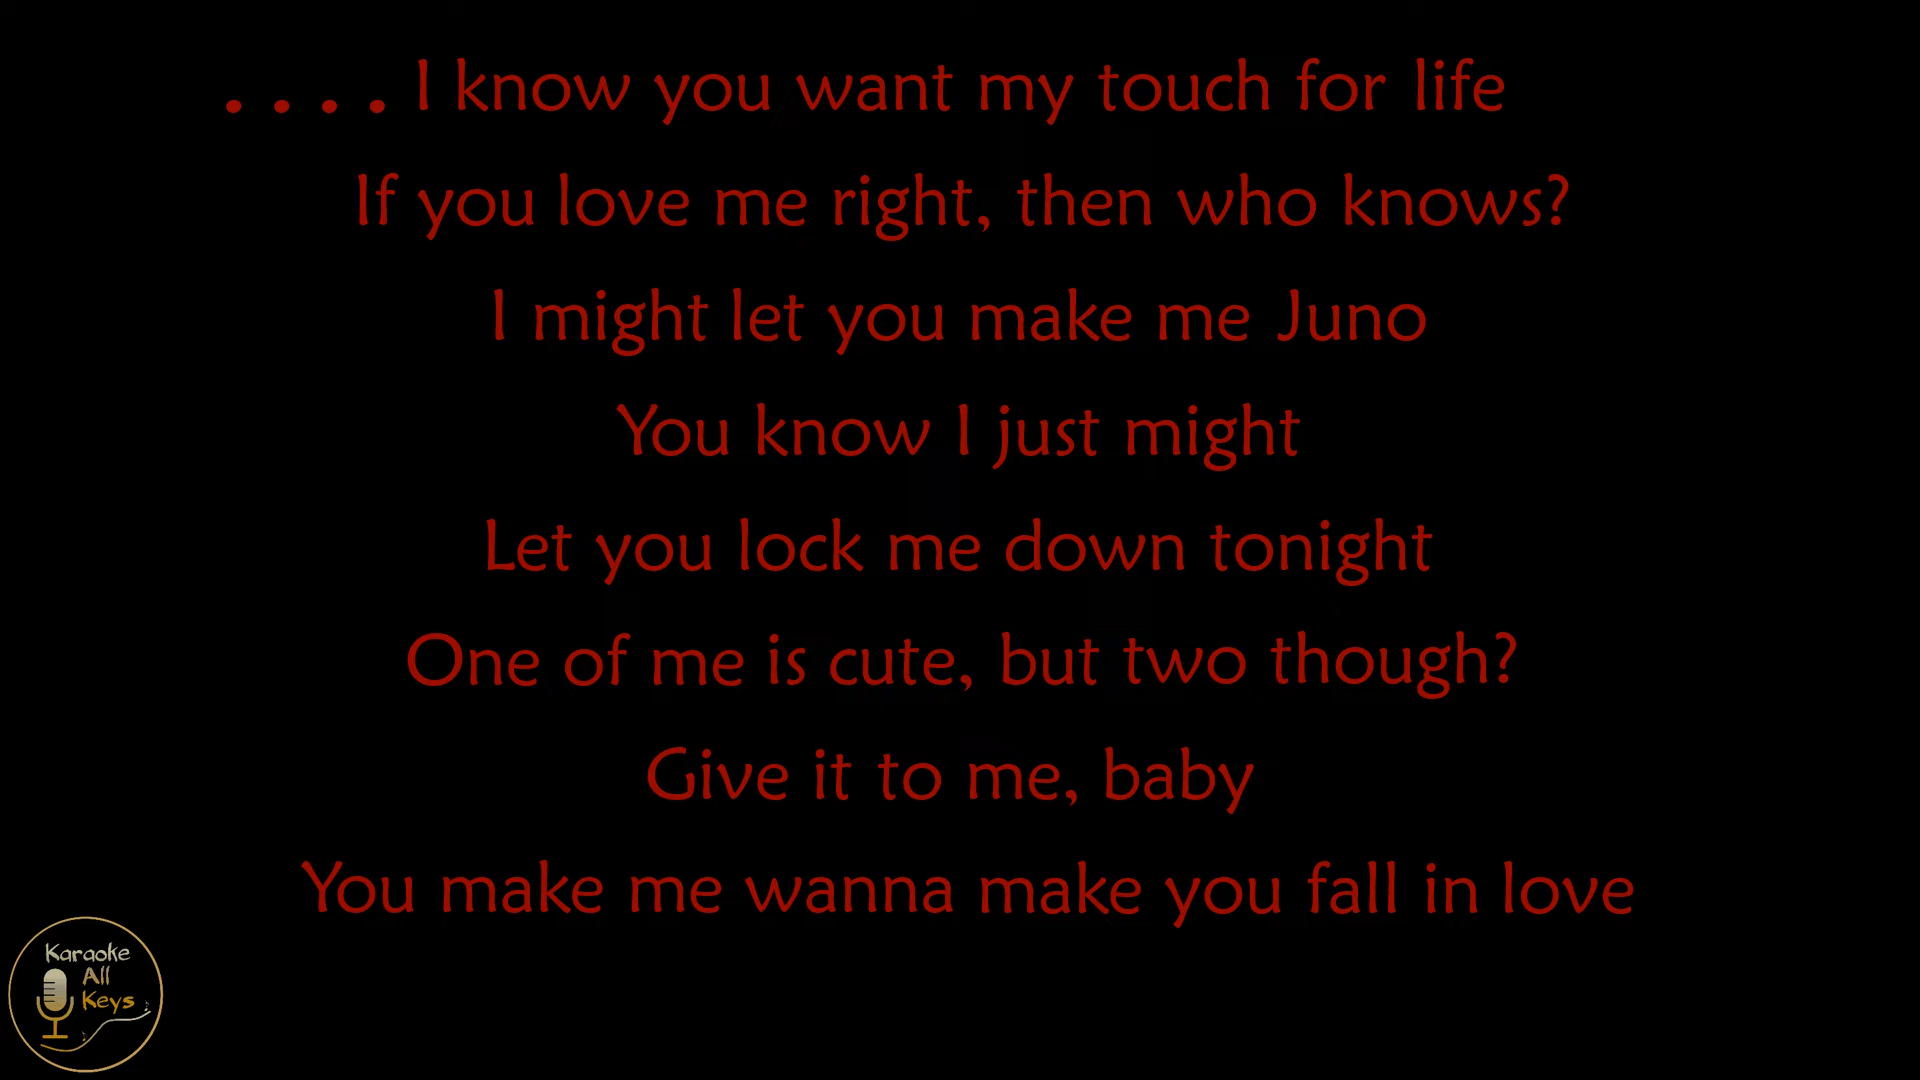 . . . . I know you want my touch for life
If you love me right, then who knows?
I might let you make me Juno
You know I just might
Let you lock me down tonight
One of me is cute, but two though?
Give it to me, baby
You make me wanna make you fall in love
Karaoke
All
Keys